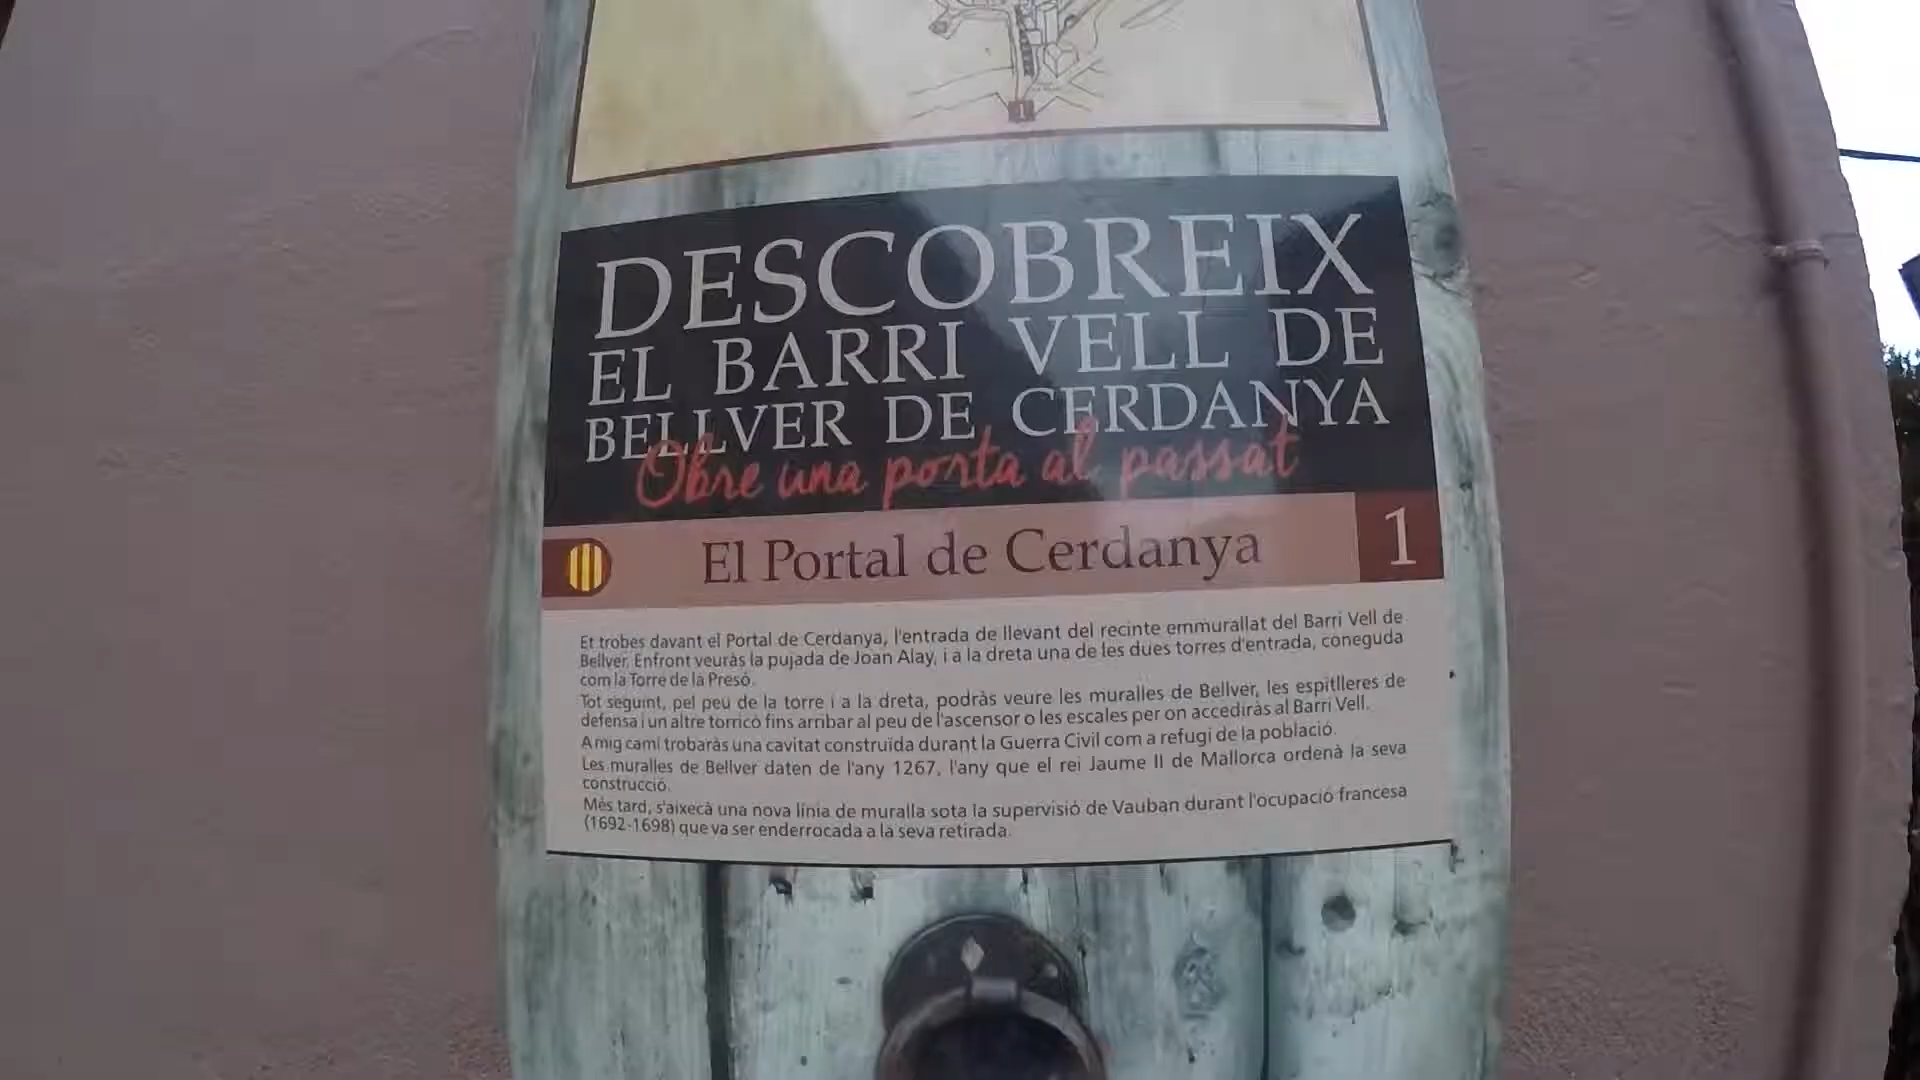 1
DESCOBREIX
EL BARRI VELL DE
BELLVER DE CERDANYA
Obre una porta al passat
El Portal de Cerdanya 1
Et trobes davant el Portal de Cerdanya, l'entrada de llevant del recinte emmurallat del Barri Vell de
Bellver. Enfront veuràs la pujada de Joan Alay, i a la dreta una de les dues torres d'entrada, coneguda
com la Torre de la Presó.
Tot seguint, pel peu de la torre i a la dreta, podràs veure les muralles de Bellver, les espitlleres de
defensa i un altre torricó fins arribar al peu de l'ascensor o les escales per on accediràs al Barri Vell.
A mig camí trobaràs una cavitat construïda durant la Guerra Civil com a refugi de la població.
Les muralles de Bellver daten de l'any 1267, l'any que el rei Jaume II de Mallorca ordenà la seva
construcció.
Més tard, s'aixecà una nova línia de muralla sota la supervisió de Vauban durant l'ocupació francesa
(1692-1698) que va ser enderrocada a la seva retirada.